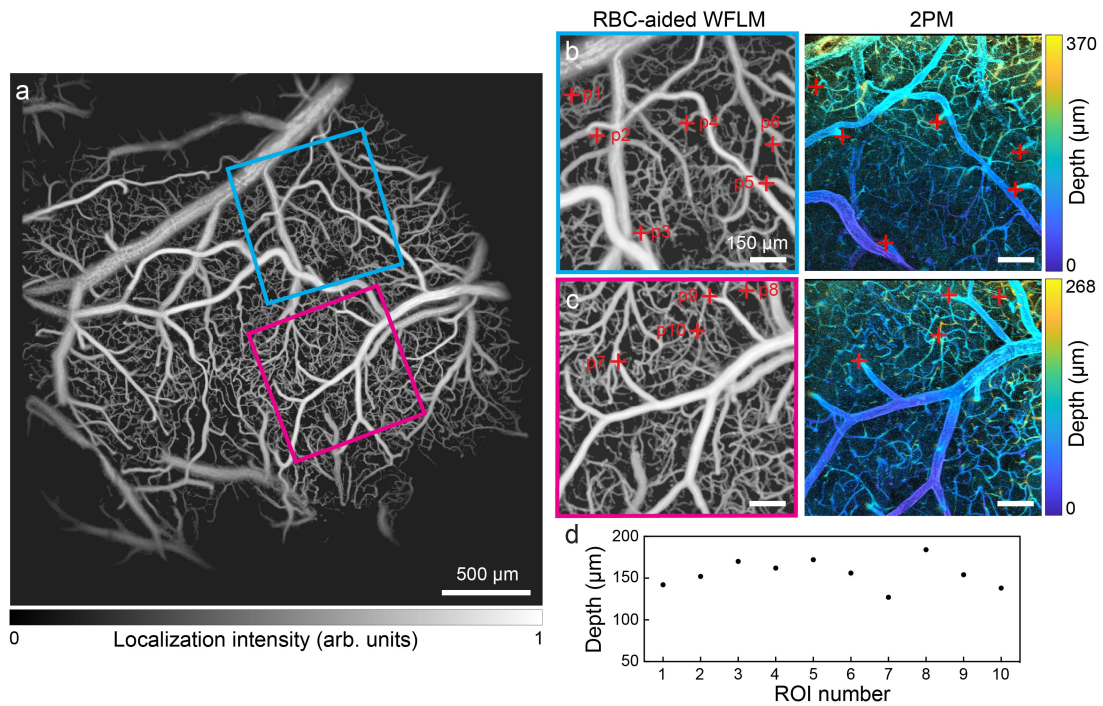 RBC-aided WFLM
2PM
a
500 µm
0
1
Localization intensity (arb. units)
b
p1
p2
p3
p4
p5
p6
150 µm
370
Depth (µm)
0
c
p7
p8
p9
p10
268
Depth (µm)
0
d
200
150
100
50
Depth (µm)
1 2 3 4 5 6 7 8 9 10
ROI number